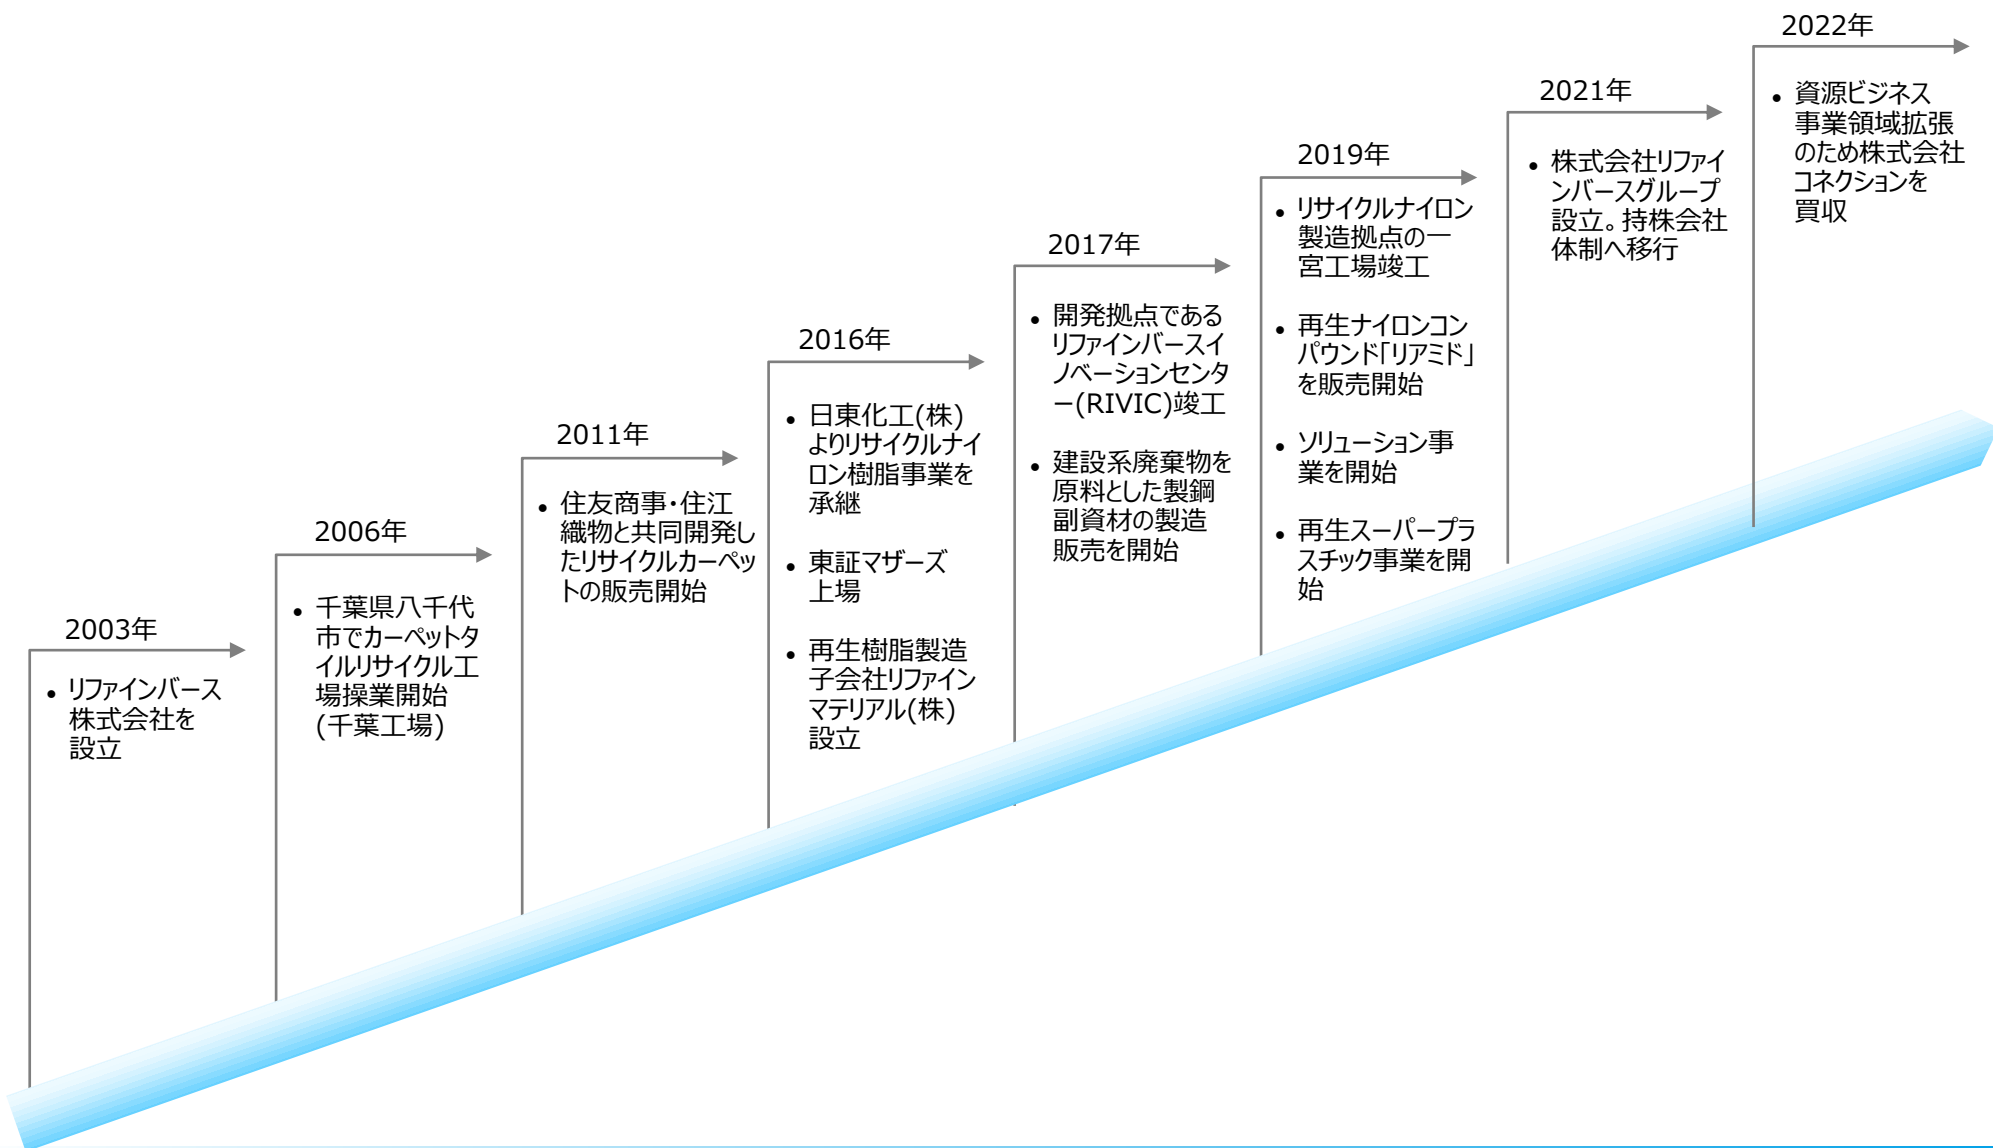 2003年
• リファインバース
株式会社を
設立
2006年
• 千葉県八千代
市でカーペットタ
イルリサイクル工
場操業開始
(千葉工場)
2011年
• 住友商事・住江
織物と共同開発し
たリサイクルカーペッ
トの販売開始
2016年
• 日東化工(株)
よりリサイクルナイ
ロン樹脂事業を
承継
• 東証マザーズ
上場
• 再生樹脂製造
子会社リファイン
マテリアル(株)
設立
2017年
• 開発拠点である
リファインバースイ
ノベーションセンタ
ー(RIVIC)竣工
• 建設系廃棄物を
原料とした製鋼
副資材の製造
販売を開始
2019年
• リサイクルナイロン
製造拠点の一
宮工場竣工
• 再生ナイロンコン
パウンド「リアミド」
を販売開始
• ソリューション事
業を開始
• 再生スーパープラ
スチック事業を開
始
2021年
• 株式会社リファイ
ンバースグループ
設立。持株会社
体制へ移行
2022年
• 資源ビジネス
事業領域拡張
のため株式会社
コネクションを
買収